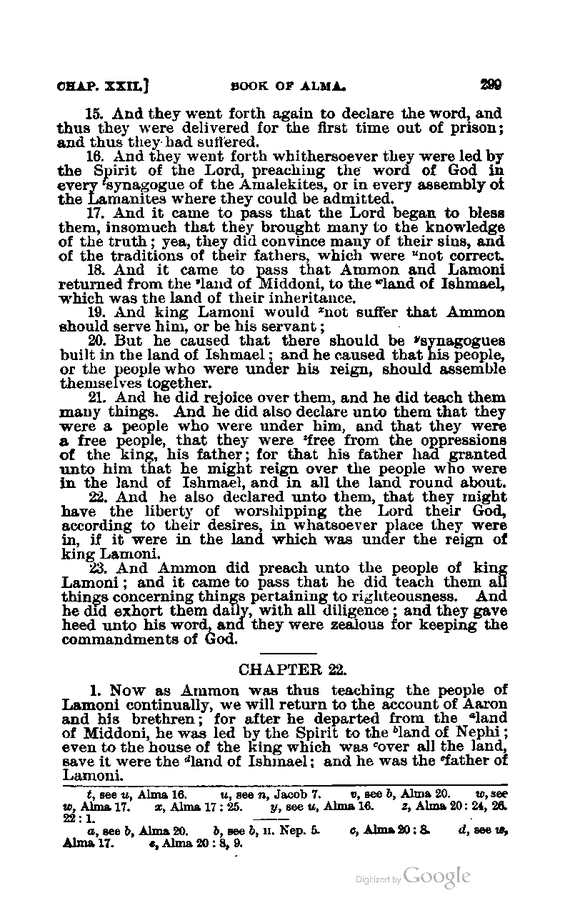 CHAP. XXII.] BOOK OF ALMA. 299
15. And they went forth again to declare the word, and
thus they were delivered for the first time out of prison;
and thus they had suffered.
16. And they went forth whithersoever they were led by
the Spirit of the Lord, preaching the word of God in
every ᵗsynagogue of the Amalekites, or in every assembly of
the Lamanites where they could be admitted.
17. And it came to pass that the Lord began to bless
them, insomuch that they brought many to the knowledge
of the truth; yea, they did convince many of their sins, and
of the traditions of their fathers, which were ᵘnot correct.
18. And it came to pass that Ammon and Lamoni
returned from the ᵛland of Middoni, to the ʷland of Ishmael,
which was the land of their inheritance.
19. And king Lamoni would ˣnot suffer that Ammon
should serve him, or be his servant;
20. But he caused that there should be ʸsynagogues
built in the land of Ishmael; and he caused that his people,
or the people who were under his reign, should assemble
themselves together.
21. And he did rejoice over them, and he did teach them
many things. And he did also declare unto them that they
were a people who were under him, and that they were
a free people, that they were ᶻfree from the oppressions
of the king, his father; for that his father had granted
unto him that he might reign over the people who were
in the land of Ishmael, and in all the land round about.
22. And he also declared unto them, that they might
have the liberty of worshipping the Lord their God,
according to their desires, in whatsoever place they were
in, if it were in the land which was under the reign of
king Lamoni.
23. And Ammon did preach unto the people of king
Lamoni; and it came to pass that he did teach them all
things concerning things pertaining to righteousness. And
he did exhort them daily, with all diligence; and they gave
heed unto his word, and they were zealous for keeping the
commandments of God.
CHAPTER 22.
1. Now as Ammon was thus teaching the people of
Lamoni continually, we will return to the account of Aaron
and his brethren; for after he departed from the ᵃland
of Middoni, he was led by the Spirit to the ᵇland of Nephi;
even to the house of the king which was ᶜover all the land,
save it were the ᵈland of Ishmael; and he was the ᵉfather of
Lamoni.
t, see u, Alma 16. u, see n, Jacob 7. v, see b, Alma 20. w, see
w, Alma 17. x, Alma 17: 25. y, see u, Alma 16. z, Alma 20: 24, 26.
22: 1.
a, see b, Alma 20. b, see b, II. Nep. 5. c, Alma 20: 8. d, see w,
Alma 17. e, Alma 20: 8, 9.
Digitized by Google